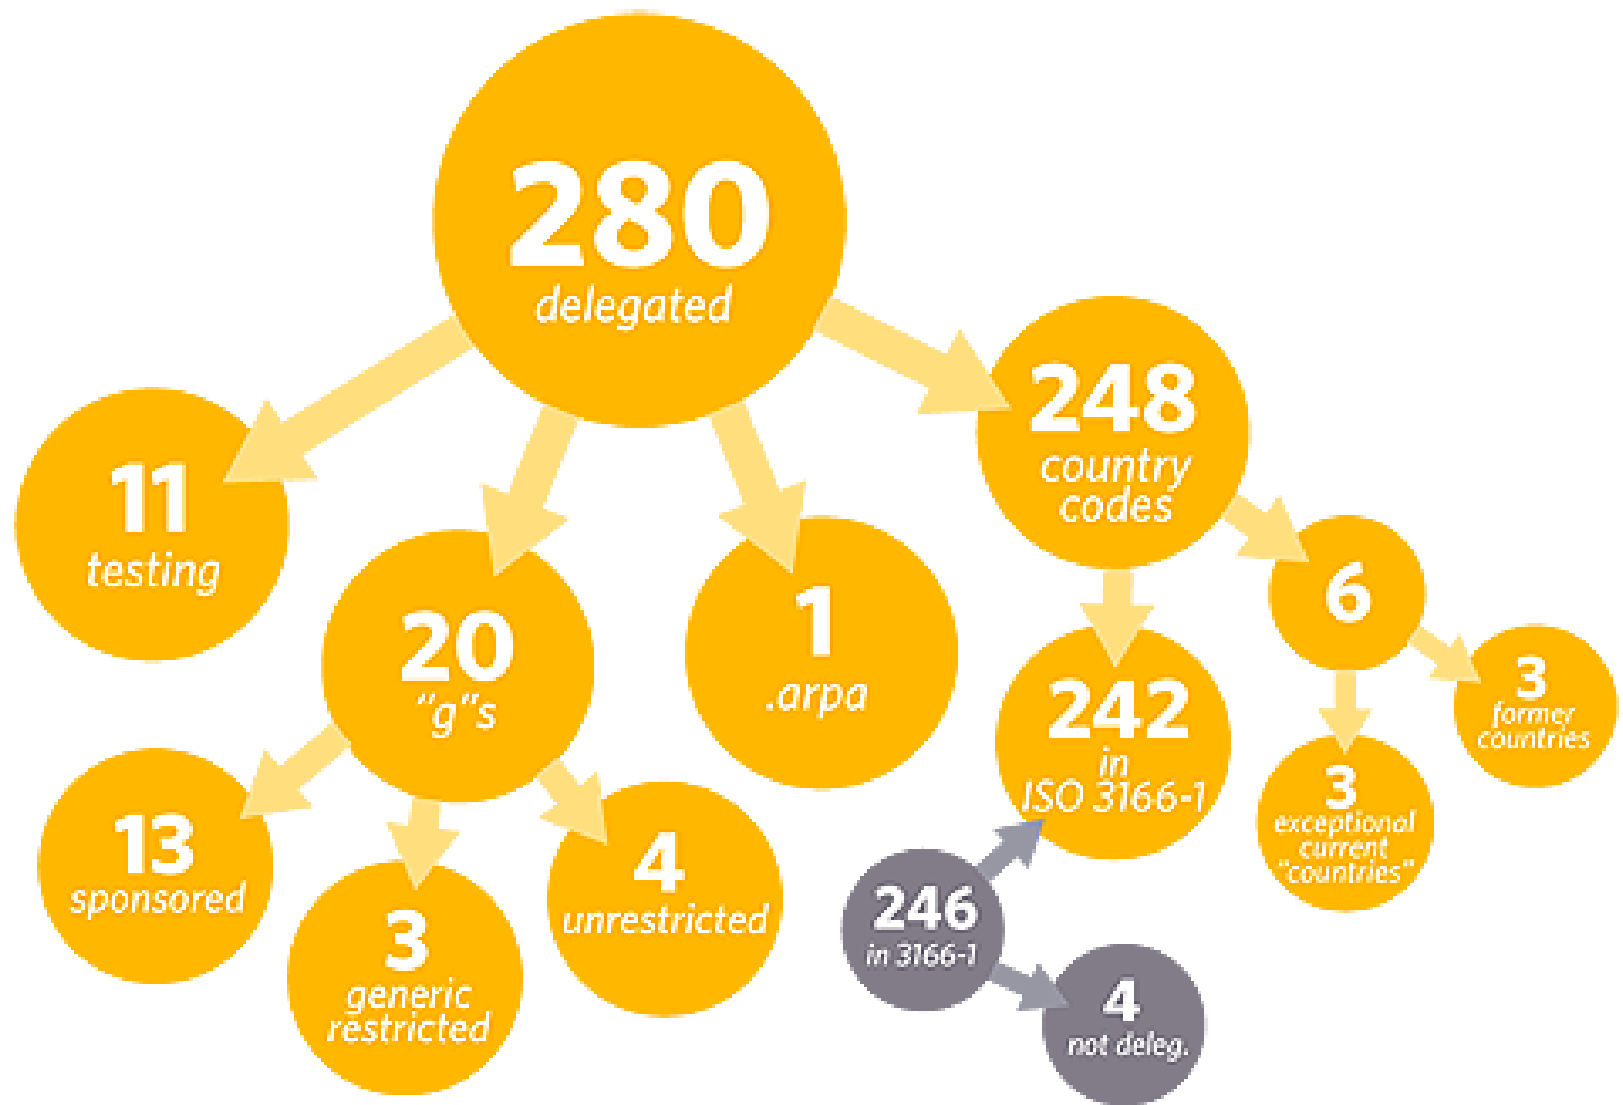 280
delegated
248
country
codes
11
testing
20
"g"s
1
.arpa
6
242
in
ISO 3166-1
3
former
countries
3
exceptional
current
"countries"
13
sponsored
3
generic
restricted
4
unrestricted
246
in 3166-1
4
not deleg.